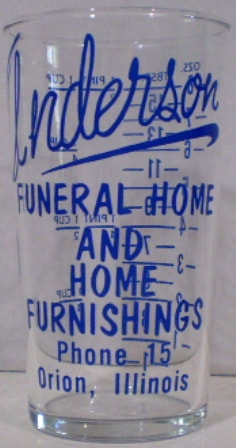 Anderson
FUNERAL HOME
AND
HOME
FURNISHINGS
Phone 15
Orion, Illinois